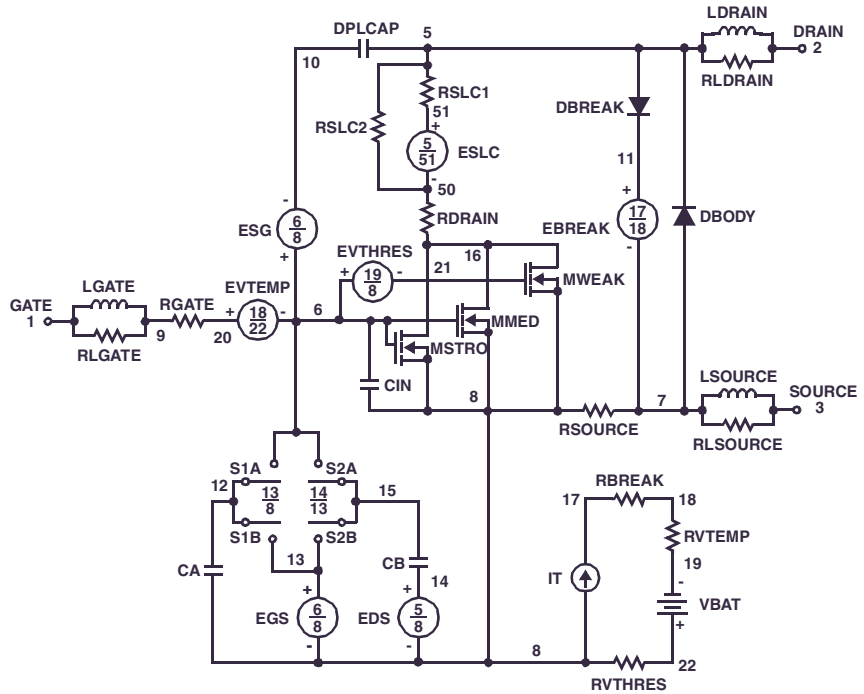 LDRAIN
DPLCAP 5 DRAIN
10 2
RSLC1 RLDRAIN
51
RSLC2 + DBREAK
5
51
ESLC
11
-
50
- +
RDRAIN
6
8
ESG
17
18
EBREAK DBODY
+ EVTHRES 16 -
+ 19
8
- 21 MWEAK
LGATE EVTEMP
GATE RGATE + 18
22
- 6 MMED
1 9 20
RLGATE MSTRO
CIN LSOURCE
8 7 SOURCE
3
RSOURCE RLSOURCE
S1A S2A
12 13
8
14
13
15 RBREAK
17 18
S1B S2B RVTEMP
13 CB 19
CA 14 IT -
+ + VBAT
EGS 6
8
EDS 5
8
+
- - 8 22
RVTHRES